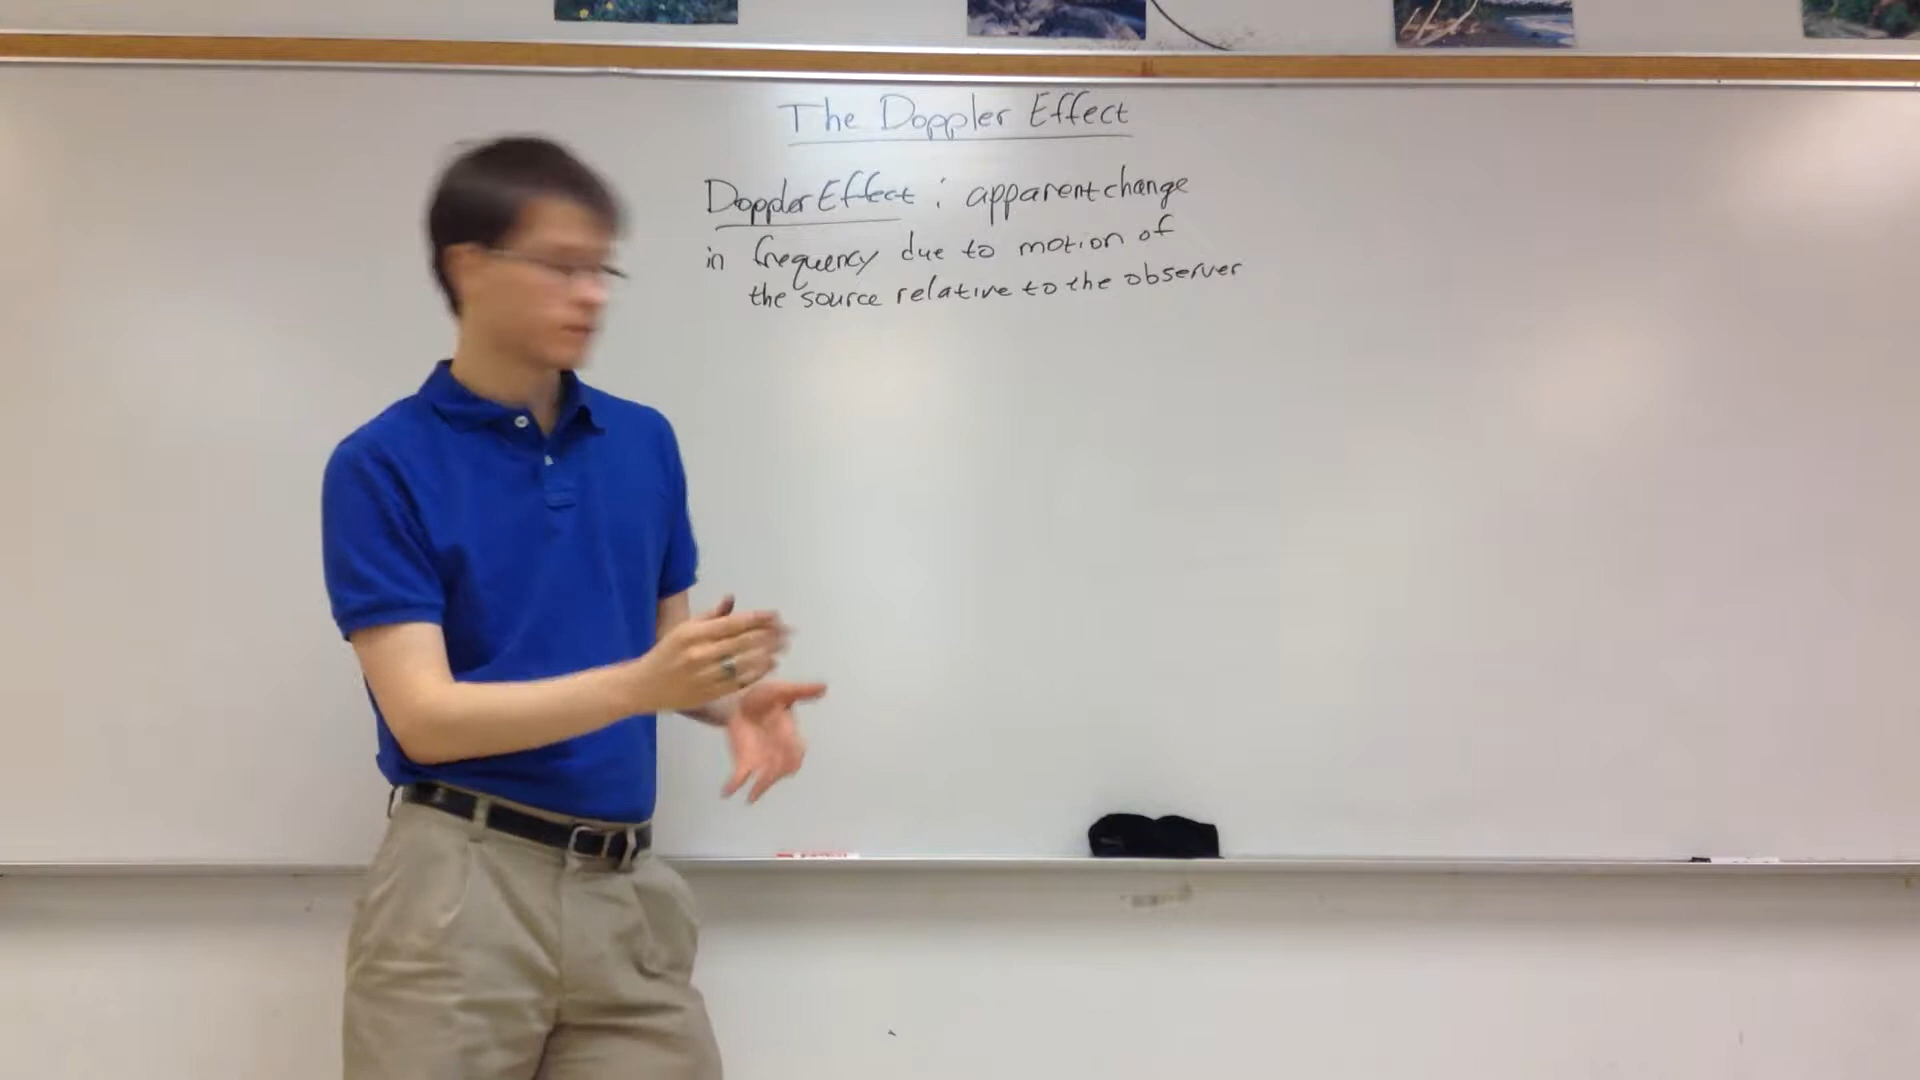 The Doppler Effect
Doppler Effect : apparent change
in frequency due to motion of
the source relative to the observer